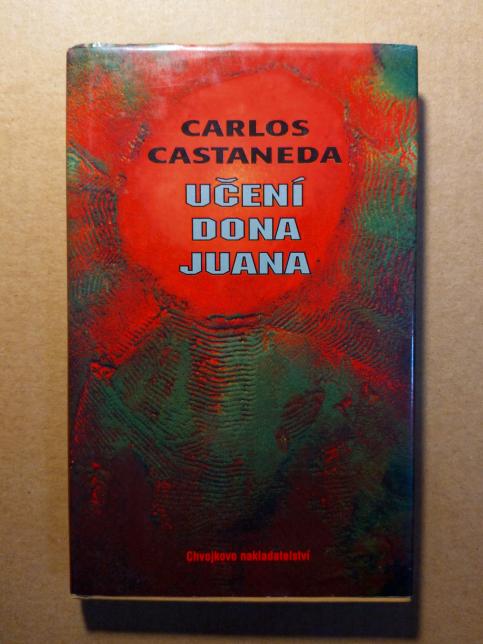 CARLOS
CASTANEDA
UČENÍ
DONA
JUANA
Chvojkovo nakladatelství